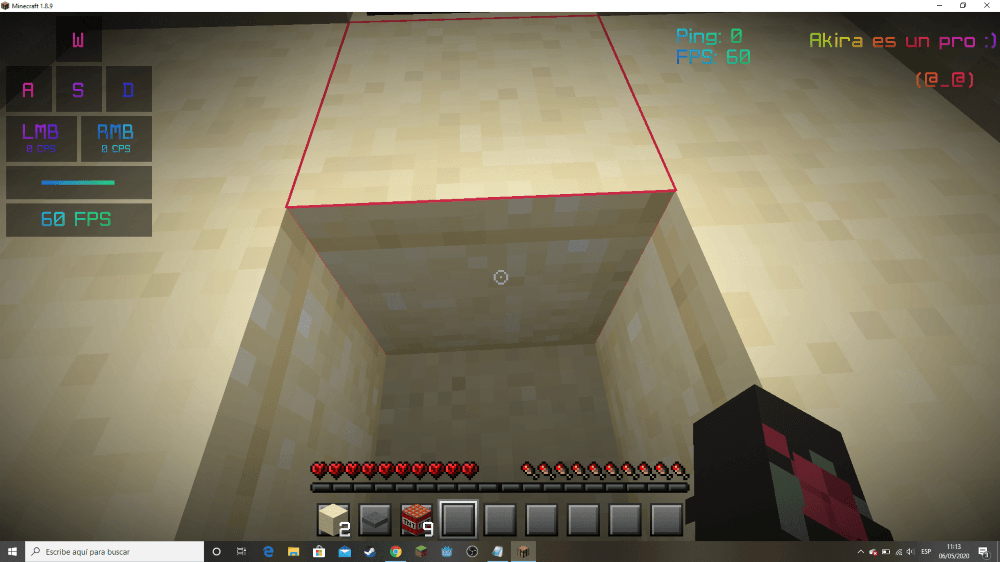 Minecraft 1.8.9
W
A S D
LMB RMB
0 CPS 0 CPS
60 FPS
Ping: 0
FPS: 60
Akira es un pro :)
(@_@)
2 9
Escribe aquí para buscar
ESP
11:13
06/05/2020